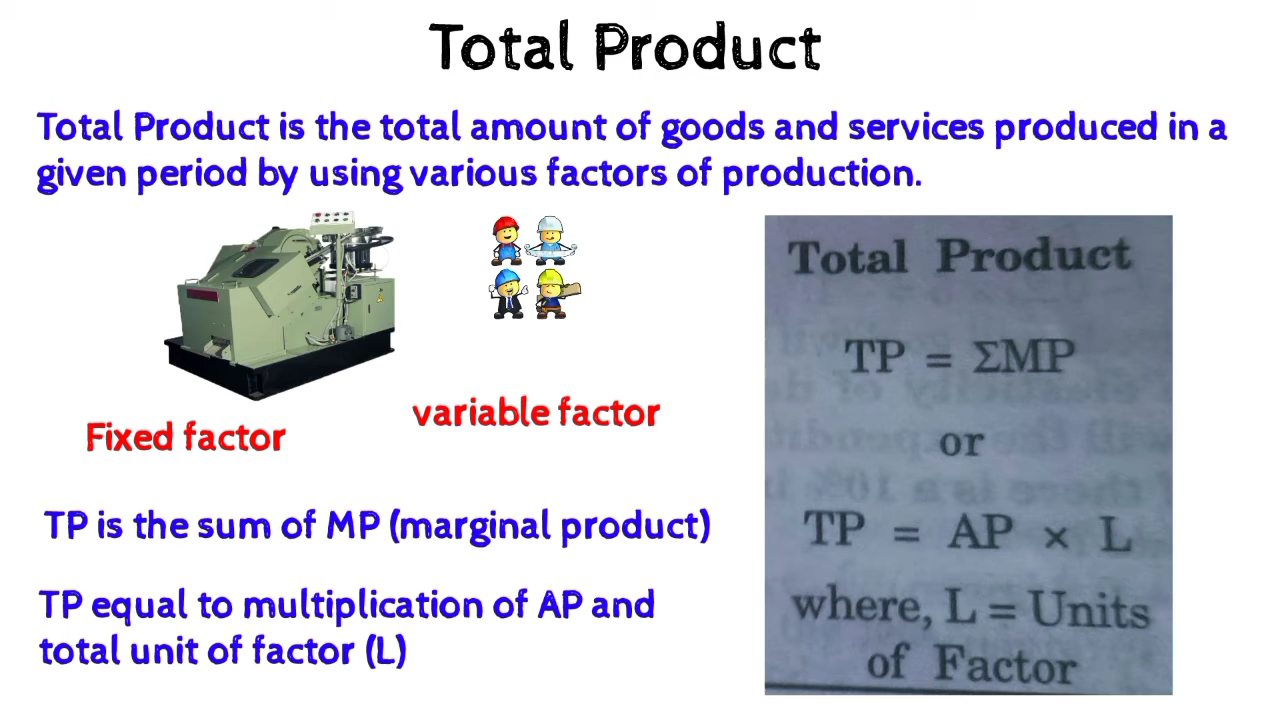 Total Product
Total Product is the total amount of goods and services produced in a
given period by using various factors of production.
Fixed factor
variable factor
TP is the sum of MP (marginal product)
TP equal to multiplication of AP and
total unit of factor (L)
Total Product
TP = ΣMP
or
TP = AP × L
where, L = Units
of Factor